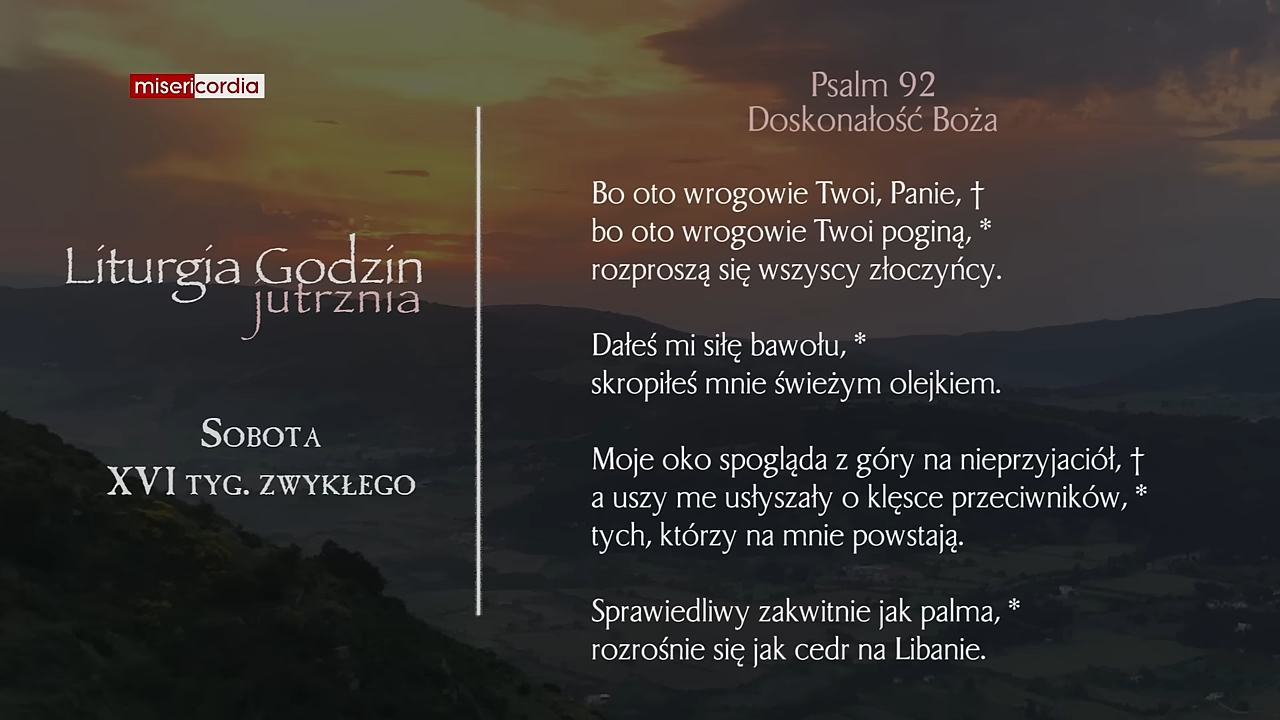 misericordia
Liturgia Godzin
jutrznia
Sobota
XVI tyg. zwykłego
Psalm 92
Doskonałość Boża
Bo oto wrogowie Twoi, Panie, †
bo oto wrogowie Twoi poginą, *
rozproszą się wszyscy złoczyńcy.
Dałeś mi siłę bawołu, *
skropiłeś mnie świeżym olejkiem.
Moje oko spogląda z góry na nieprzyjaciół, †
a uszy me usłyszały o klęsce przeciwników, *
tych, którzy na mnie powstają.
Sprawiedliwy zakwitnie jak palma, *
rozrośnie się jak cedr na Libanie.